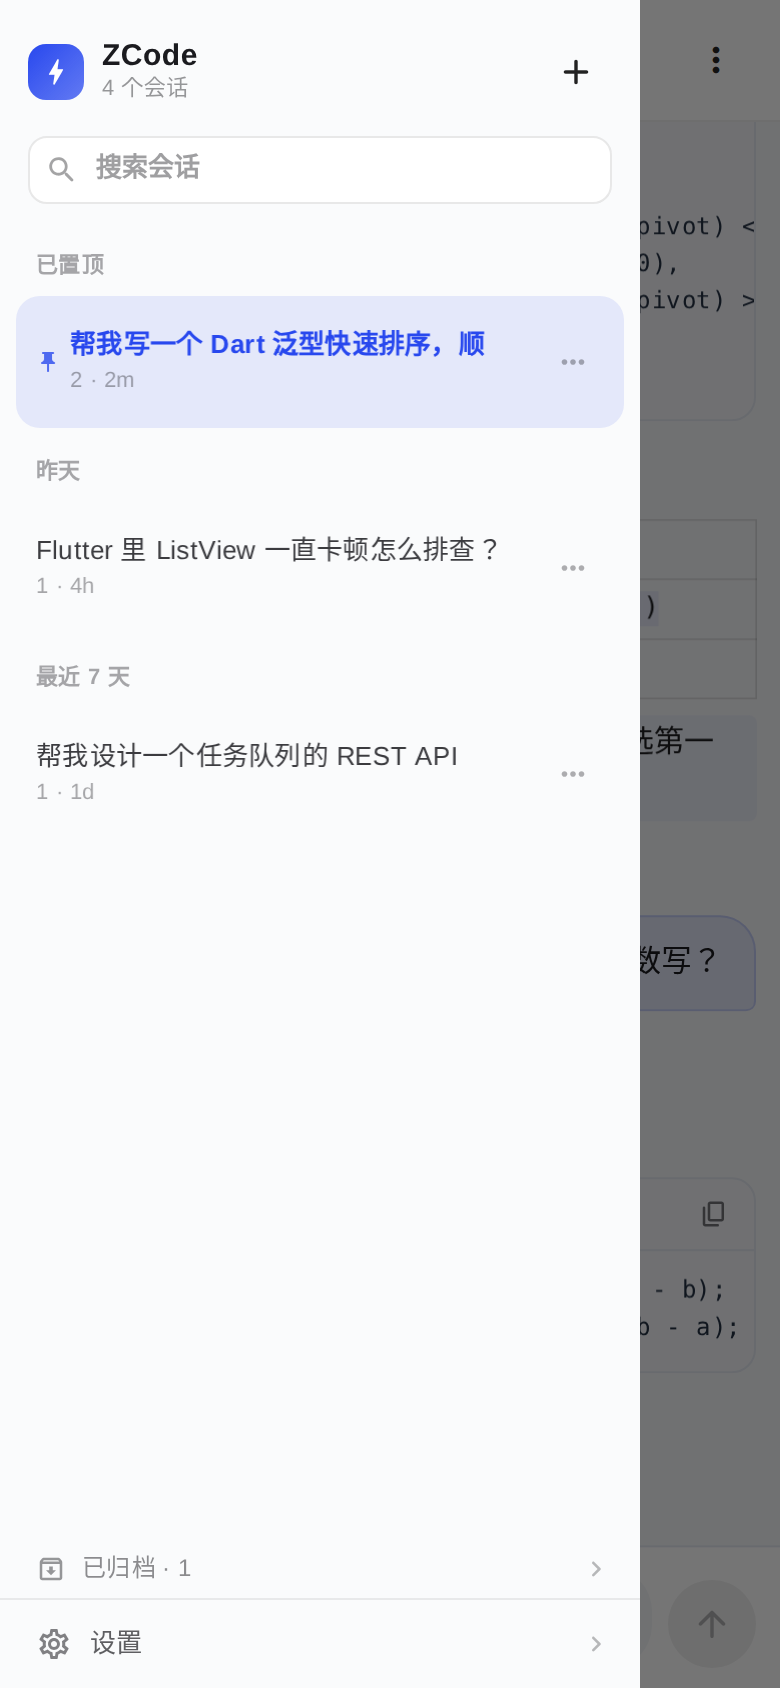 ZCode
4 个会话
搜索会话
已置顶
帮我写一个 Dart 泛型快速排序，顺
2 · 2m
昨天
Flutter 里 ListView 一直卡顿怎么排查？
1 · 4h
最近 7 天
帮我设计一个任务队列的 REST API
1 · 1d
已归档 · 1
设置
pivot) <
0),
pivot) >
)
选第一
数写？
- b);
b - a);